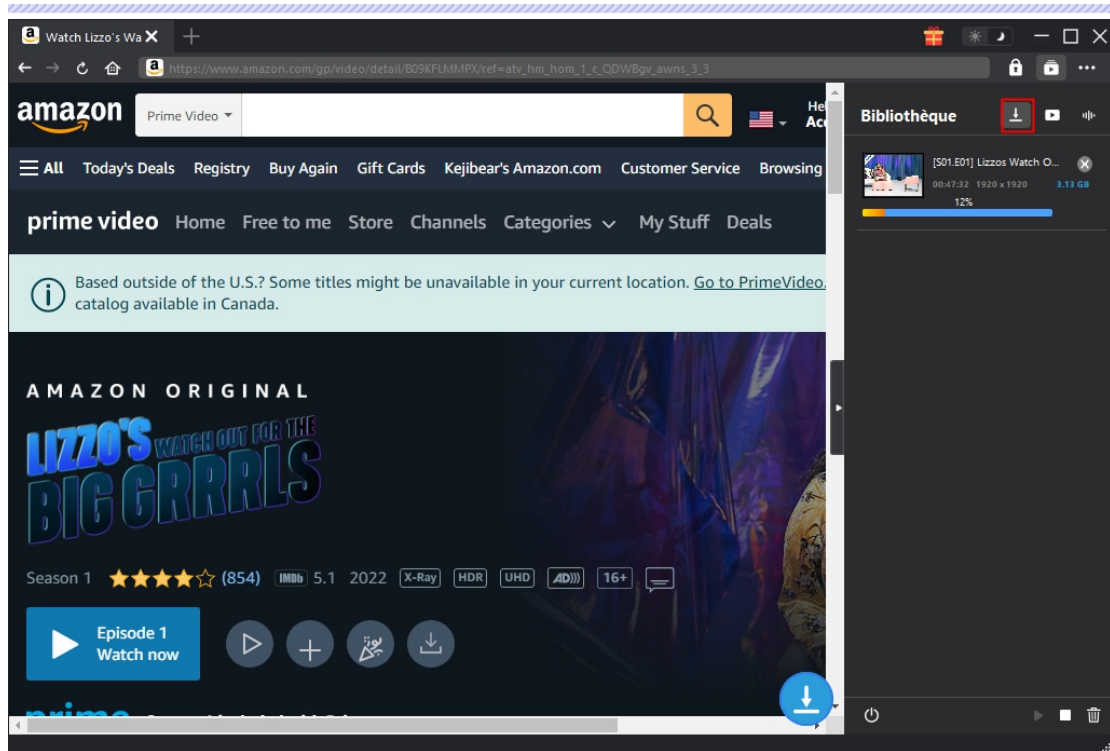 Watch Lizzo's Wa
https://www.amazon.com/gp/video/detail/B09KFLMMPX/ref=atv_hm_hom_1_c_QDWBgv_awns_3_3
amazon
Prime Video
Hel
Acc
Bibliothèque
All Today's Deals Registry Buy Again Gift Cards Kejibear's Amazon.com Customer Service Browsing
[S01.E01] Lizzos Watch O...
00:47:32 1920 x 1920 3.13 GB
12%
prime video Home Free to me Store Channels Categories My Stuff Deals
Based outside of the U.S.? Some titles might be unavailable in your current location. Go to PrimeVideo.
catalog available in Canada.
AMAZON ORIGINAL
LIZZO'S WATCH OUT FOR THE
BIG GRRRLS
Season 1 (854) IMDb 5.1 2022 X-Ray HDR UHD AD))) 16+
Episode 1
Watch now
prime